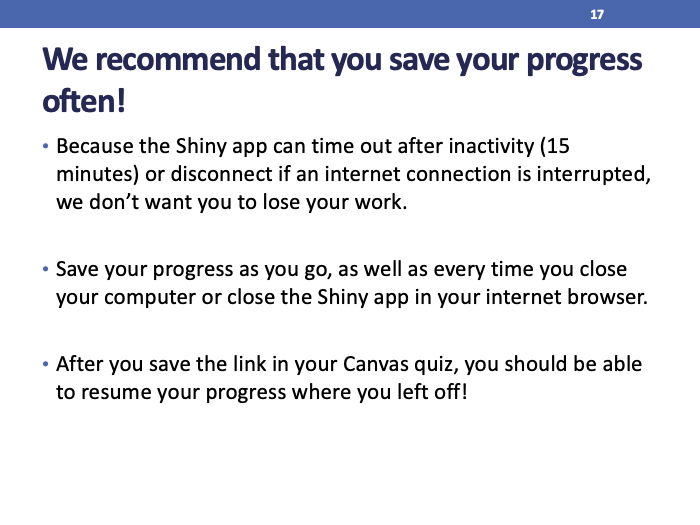 17
We recommend that you save your progress
often!
• Because the Shiny app can time out after inactivity (15
minutes) or disconnect if an internet connection is interrupted,
we don’t want you to lose your work.
• Save your progress as you go, as well as every time you close
your computer or close the Shiny app in your internet browser.
• After you save the link in your Canvas quiz, you should be able
to resume your progress where you left off!